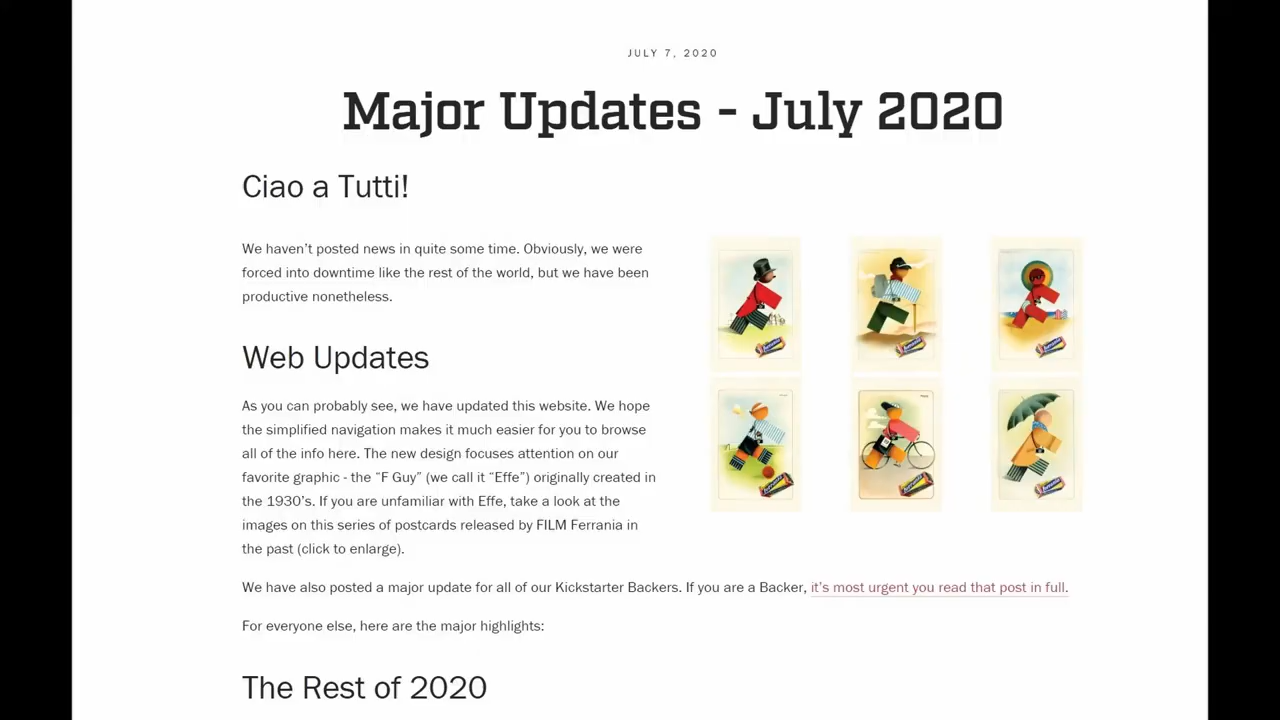 JULY 7, 2020
Major Updates - July 2020
Ciao a Tutti!
We haven't posted news in quite some time. Obviously, we were
forced into downtime like the rest of the world, but we have been
productive nonetheless.
Web Updates
As you can probably see, we have updated this website. We hope
the simplified navigation makes it much easier for you to browse
all of the info here. The new design focuses attention on our
favorite graphic - the “F Guy” (we call it “Effe”) originally created in
the 1930’s. If you are unfamiliar with Effe, take a look at the
images on this series of postcards released by FILM Ferrania in
the past (click to enlarge).
We have also posted a major update for all of our Kickstarter Backers. If you are a Backer, it’s most urgent you read that post in full.
For everyone else, here are the major highlights:
The Rest of 2020